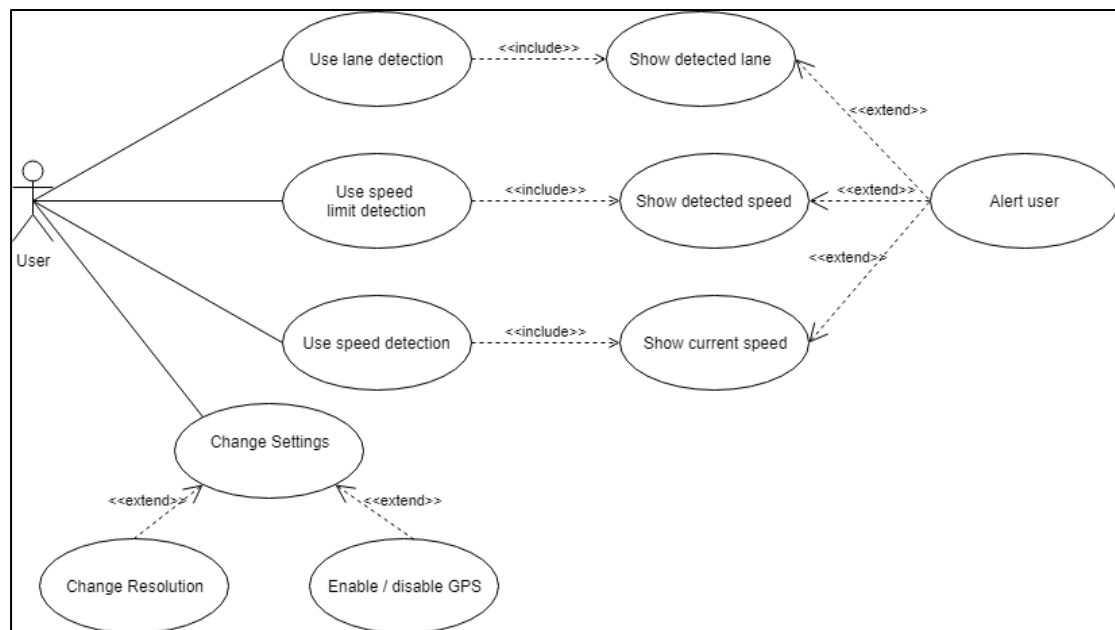 Use lane detection
<<include>>
Show detected lane
<<extend>>
User
Use speed
limit detection
<<include>>
Show detected speed
<<extend>>
Alert user
<<extend>>
Use speed detection
<<include>>
Show current speed
Change Settings
<<extend>>
<<extend>>
Change Resolution
Enable / disable GPS